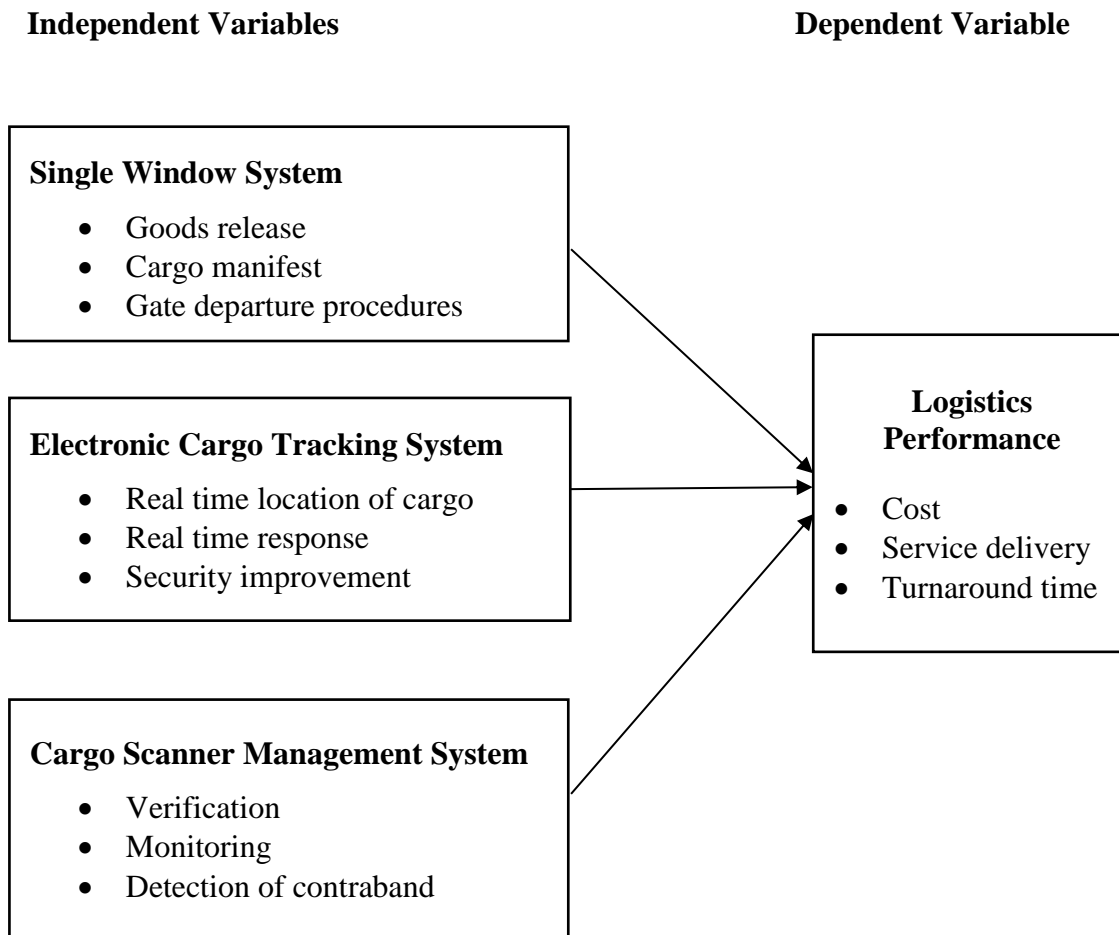 Independent Variables
Dependent Variable
Single Window System
• Goods release
• Cargo manifest
• Gate departure procedures
Electronic Cargo Tracking System
• Real time location of cargo
• Real time response
• Security improvement
Cargo Scanner Management System
• Verification
• Monitoring
• Detection of contraband
Logistics
Performance
• Cost
• Service delivery
• Turnaround time